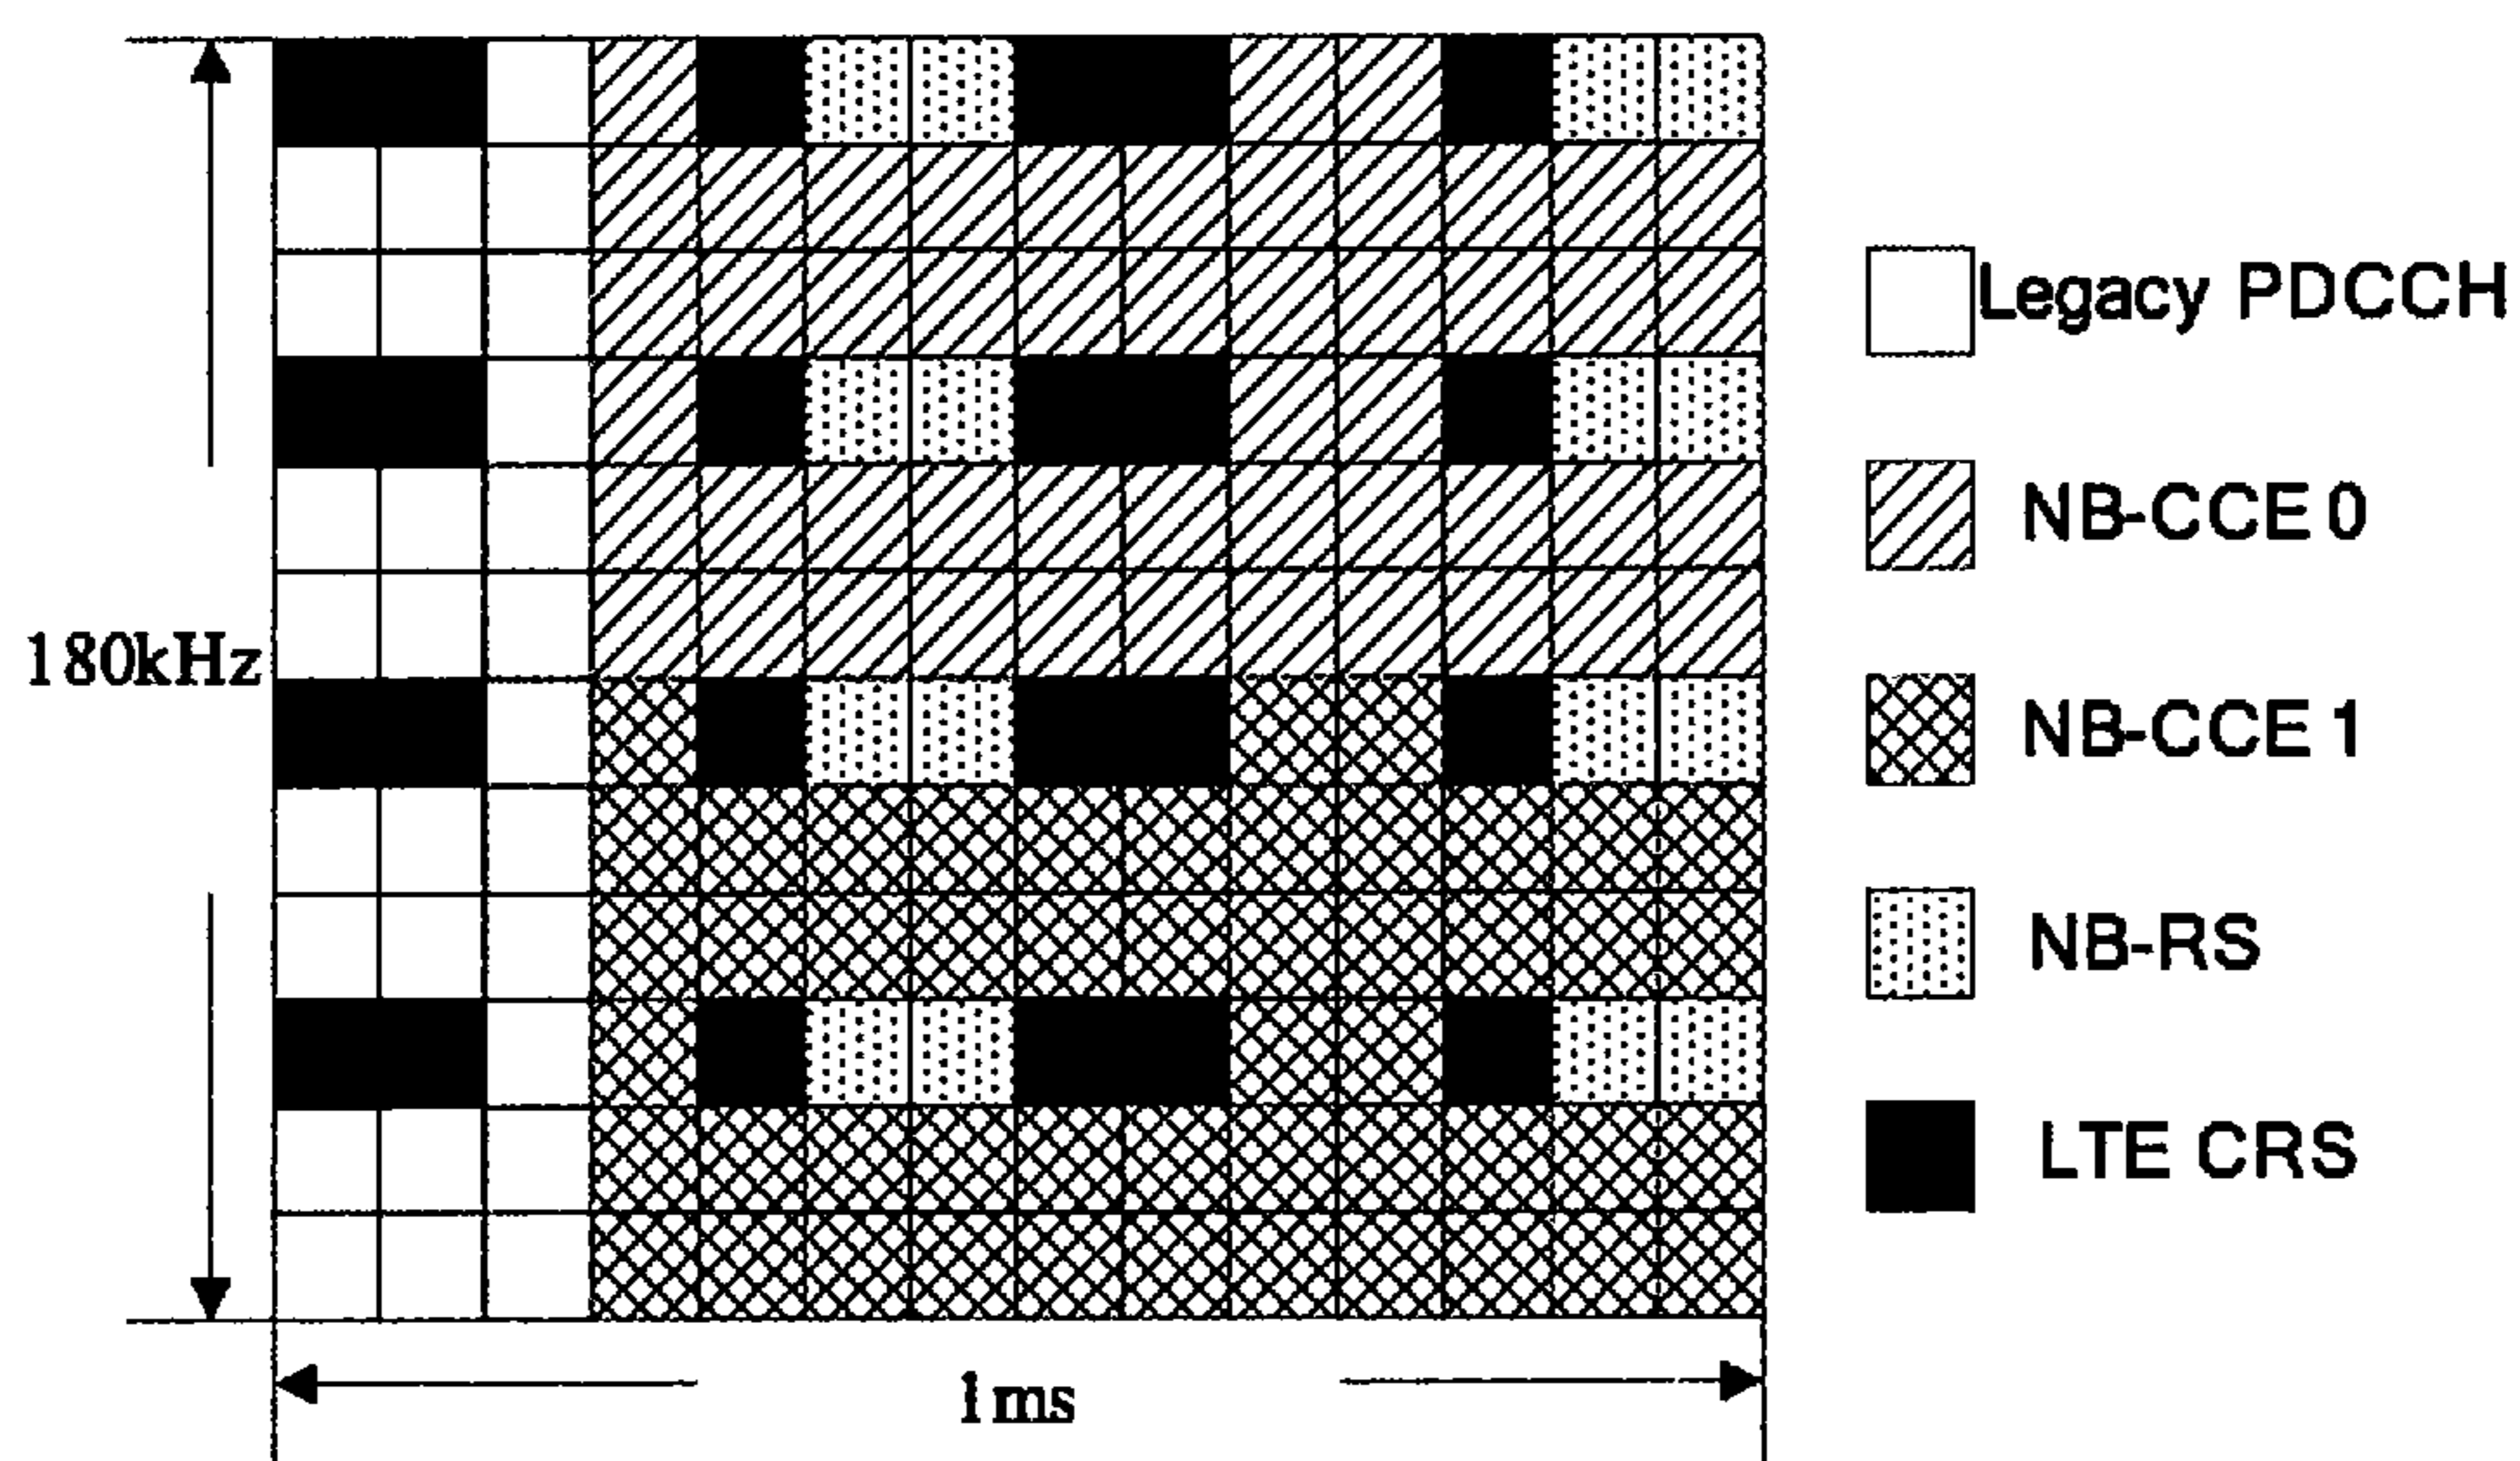 180kHz
1ms
Legacy PDCCH
NB-CCE 0
NB-CCE 1
NB-RS
LTE CRS